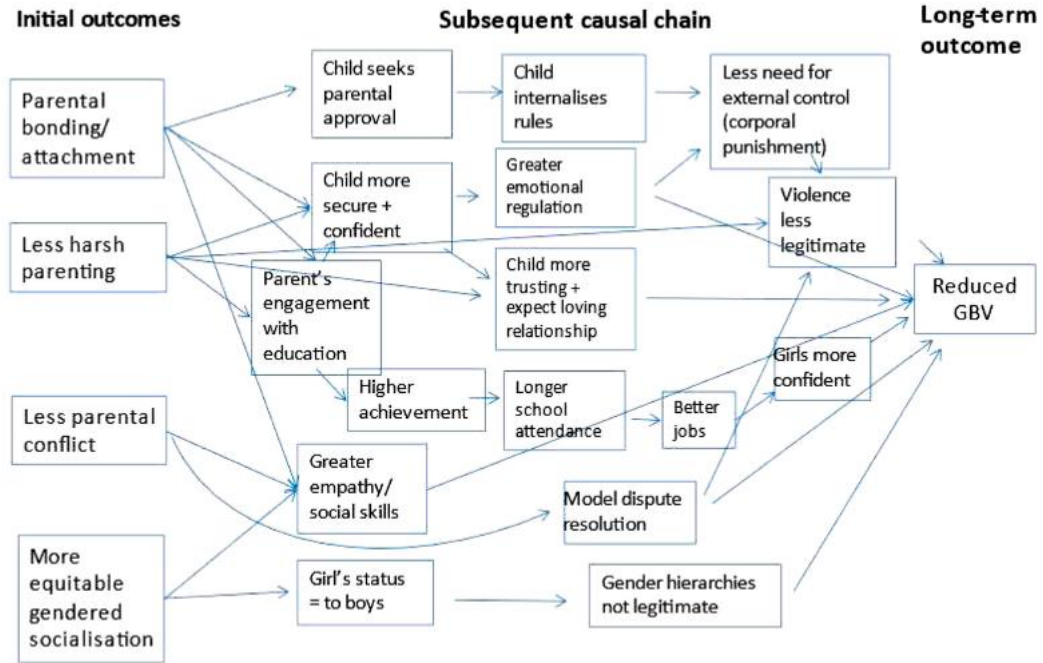 Initial outcomes
Subsequent causal chain
Long-term
outcome
Parental
bonding/
attachment
Less harsh
parenting
Less parental
conflict
More
equitable
gendered
socialisation
Child seeks
parental
approval
Child
internalises
rules
Less need for
external control
(corporal
punishment)
Child more
secure +
confident
Greater
emotional
regulation
Violence
less
legitimate
Parent's
engagement
with
education
Child more
trusting +
expect loving
relationship
Reduced
GBV
Higher
achievement
Longer
school
attendance
Better
jobs
Girls more
confident
Greater
empathy/
social skills
Model dispute
resolution
Girl's status
= to boys
Gender hierarchies
not legitimate